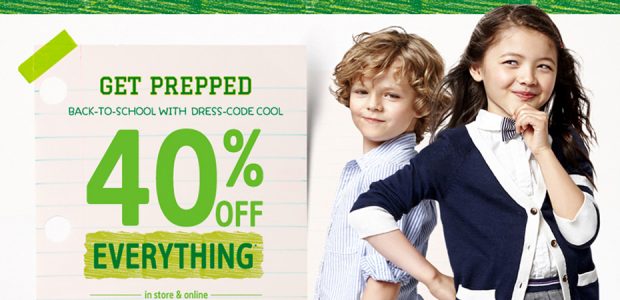 GET PREPPED
BACK-TO-SCHOOL WITH DRESS-CODE COOL
40% OFF
EVERYTHING*
in store & online